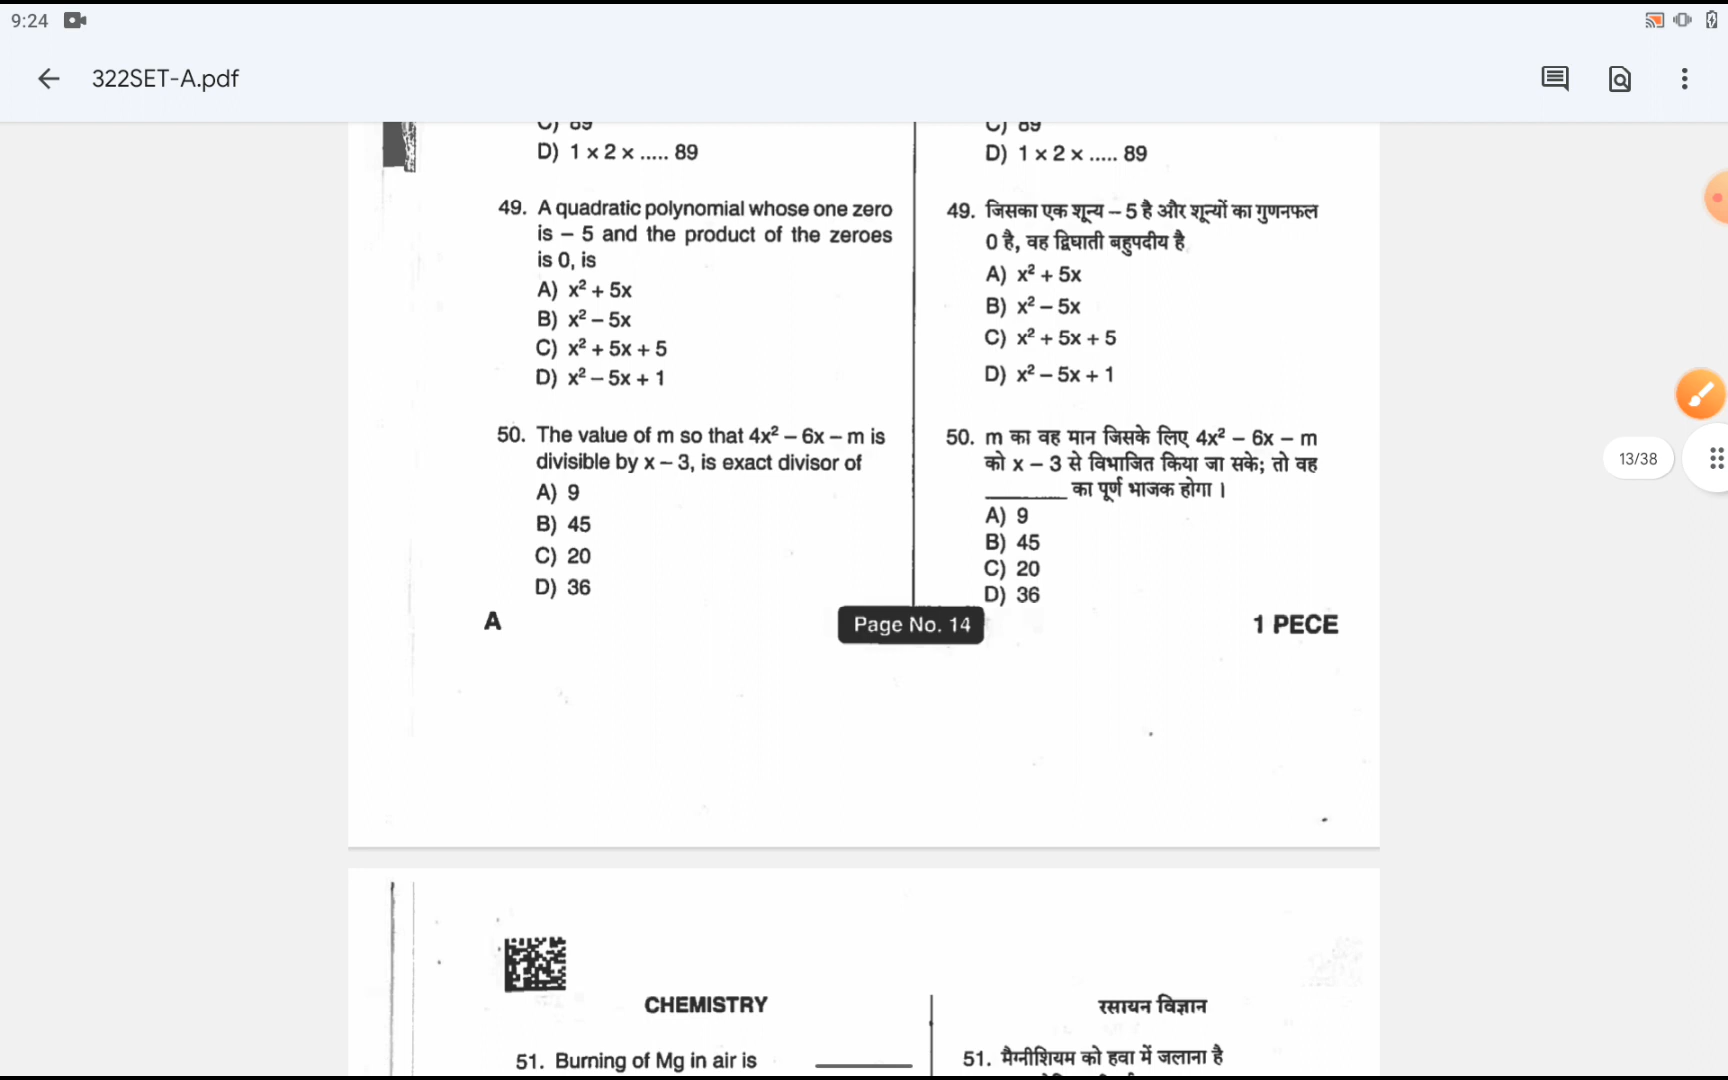 9:24
322SET-A.pdf
C) 89
D) 1 × 2 × ..... 89
49. A quadratic polynomial whose one zero
is – 5 and the product of the zeroes
is 0, is
A) x² + 5x
B) x² – 5x
C) x² + 5x + 5
D) x² – 5x + 1
50. The value of m so that 4x² – 6x – m is
divisible by x – 3, is exact divisor of
A) 9
B) 45
C) 20
D) 36
C) 89
D) 1 × 2 × ..... 89
49. जिसका एक शून्य – 5 है और शून्यों का गुणनफल
0 है, वह द्विघाती बहुपदीय है
A) x² + 5x
B) x² – 5x
C) x² + 5x + 5
D) x² – 5x + 1
50. m का वह मान जिसके लिए 4x² – 6x – m
को x – 3 से विभाजित किया जा सके; तो वह
________ का पूर्ण भाजक होगा ।
A) 9
B) 45
C) 20
D) 36
13/38
A
Page No. 14
1 PECE
CHEMISTRY
51. Burning of Mg in air is ________
रसायन विज्ञान
51. मैग्नीशियम को हवा में जलाना है